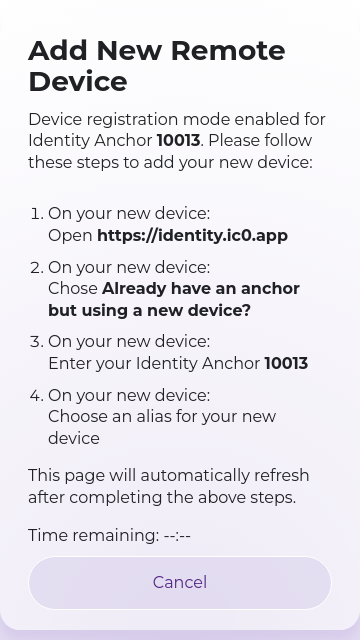 Add New Remote
Device
Device registration mode enabled for
Identity Anchor 10013. Please follow
these steps to add your new device:
1. On your new device:
Open https://identity.ic0.app
2. On your new device:
Chose Already have an anchor
but using a new device?
3. On your new device:
Enter your Identity Anchor 10013
4. On your new device:
Choose an alias for your new
device
This page will automatically refresh
after completing the above steps.
Time remaining: --:--
Cancel